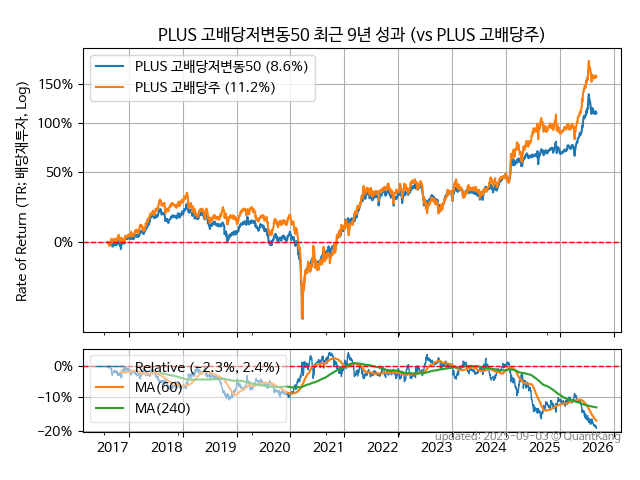 PLUS 고배당저변동50 최근 9년 성과 (vs PLUS 고배당주)
Rate of Return (TR: 배당재투자, Log)
PLUS 고배당저변동50 (8.6%)
PLUS 고배당주 (11.2%)
150%
100%
50%
0%
Relative (−2.3%, 2.4%)
MA(60)
MA(240)
0%
−10%
−20%
2017 2018 2019 2020 2021 2022 2023 2024 2025 2026
updated: 2025-09-03 © QuantKang